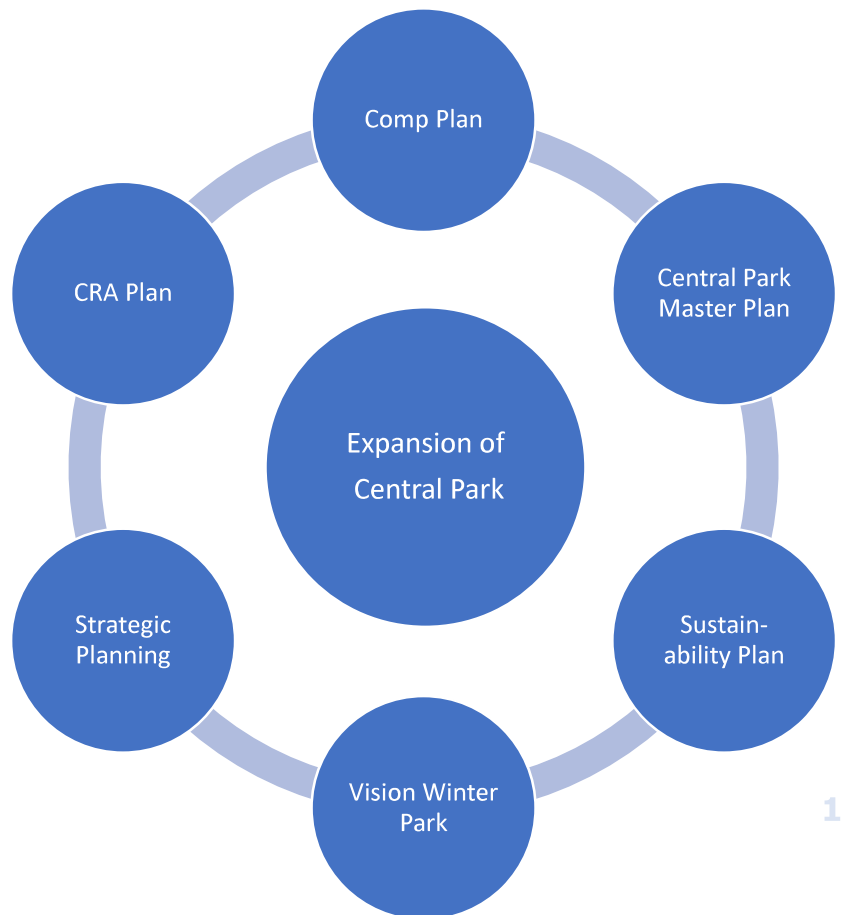 Comp Plan
Central Park
Master Plan
CRA Plan
Expansion of
Central Park
Strategic
Planning
Sustain-
ability Plan
Vision Winter
Park
1